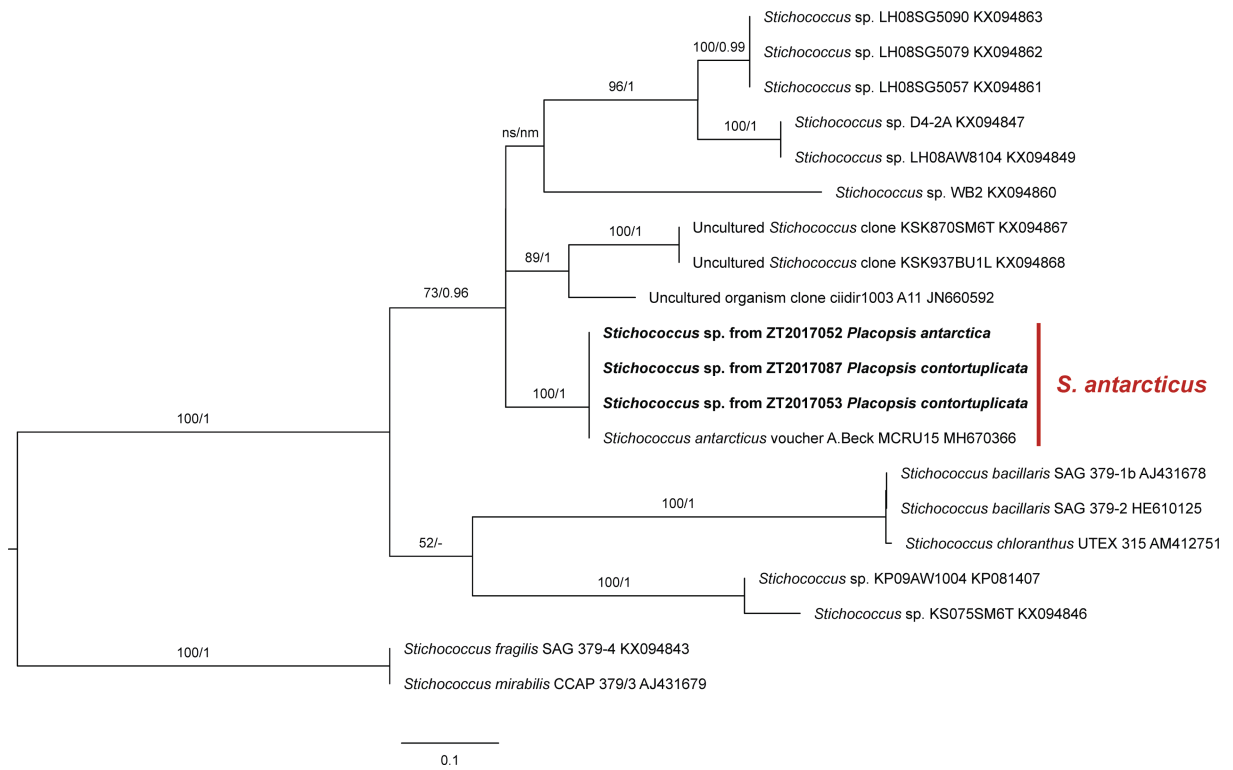 Stichococcus sp. LH08SG5090 KX094863
100/0.99
Stichococcus sp. LH08SG5079 KX094862
96/1
Stichococcus sp. LH08SG5057 KX094861
100/1
Stichococcus sp. D4-2A KX094847
ns/nm
Stichococcus sp. LH08AW8104 KX094849
Stichococcus sp. WB2 KX094860
100/1
Uncultured Stichococcus clone KSK870SM6T KX094867
89/1
Uncultured Stichococcus clone KSK937BU1L KX094868
73/0.96
Uncultured organism clone ciidir1003 A11 JN660592
Stichococcus sp. from ZT2017052 Placopsis antarctica
Stichococcus sp. from ZT2017087 Placopsis contortuplicata
S. antarcticus
100/1
Stichococcus sp. from ZT2017053 Placopsis contortuplicata
100/1
Stichococcus antarcticus voucher A.Beck MCRU15 MH670366
Stichococcus bacillaris SAG 379-1b AJ431678
100/1
Stichococcus bacillaris SAG 379-2 HE610125
52/-
Stichococcus chloranthus UTEX 315 AM412751
100/1
Stichococcus sp. KP09AW1004 KP081407
Stichococcus sp. KS075SM6T KX094846
100/1
Stichococcus fragilis SAG 379-4 KX094843
Stichococcus mirabilis CCAP 379/3 AJ431679
0.1